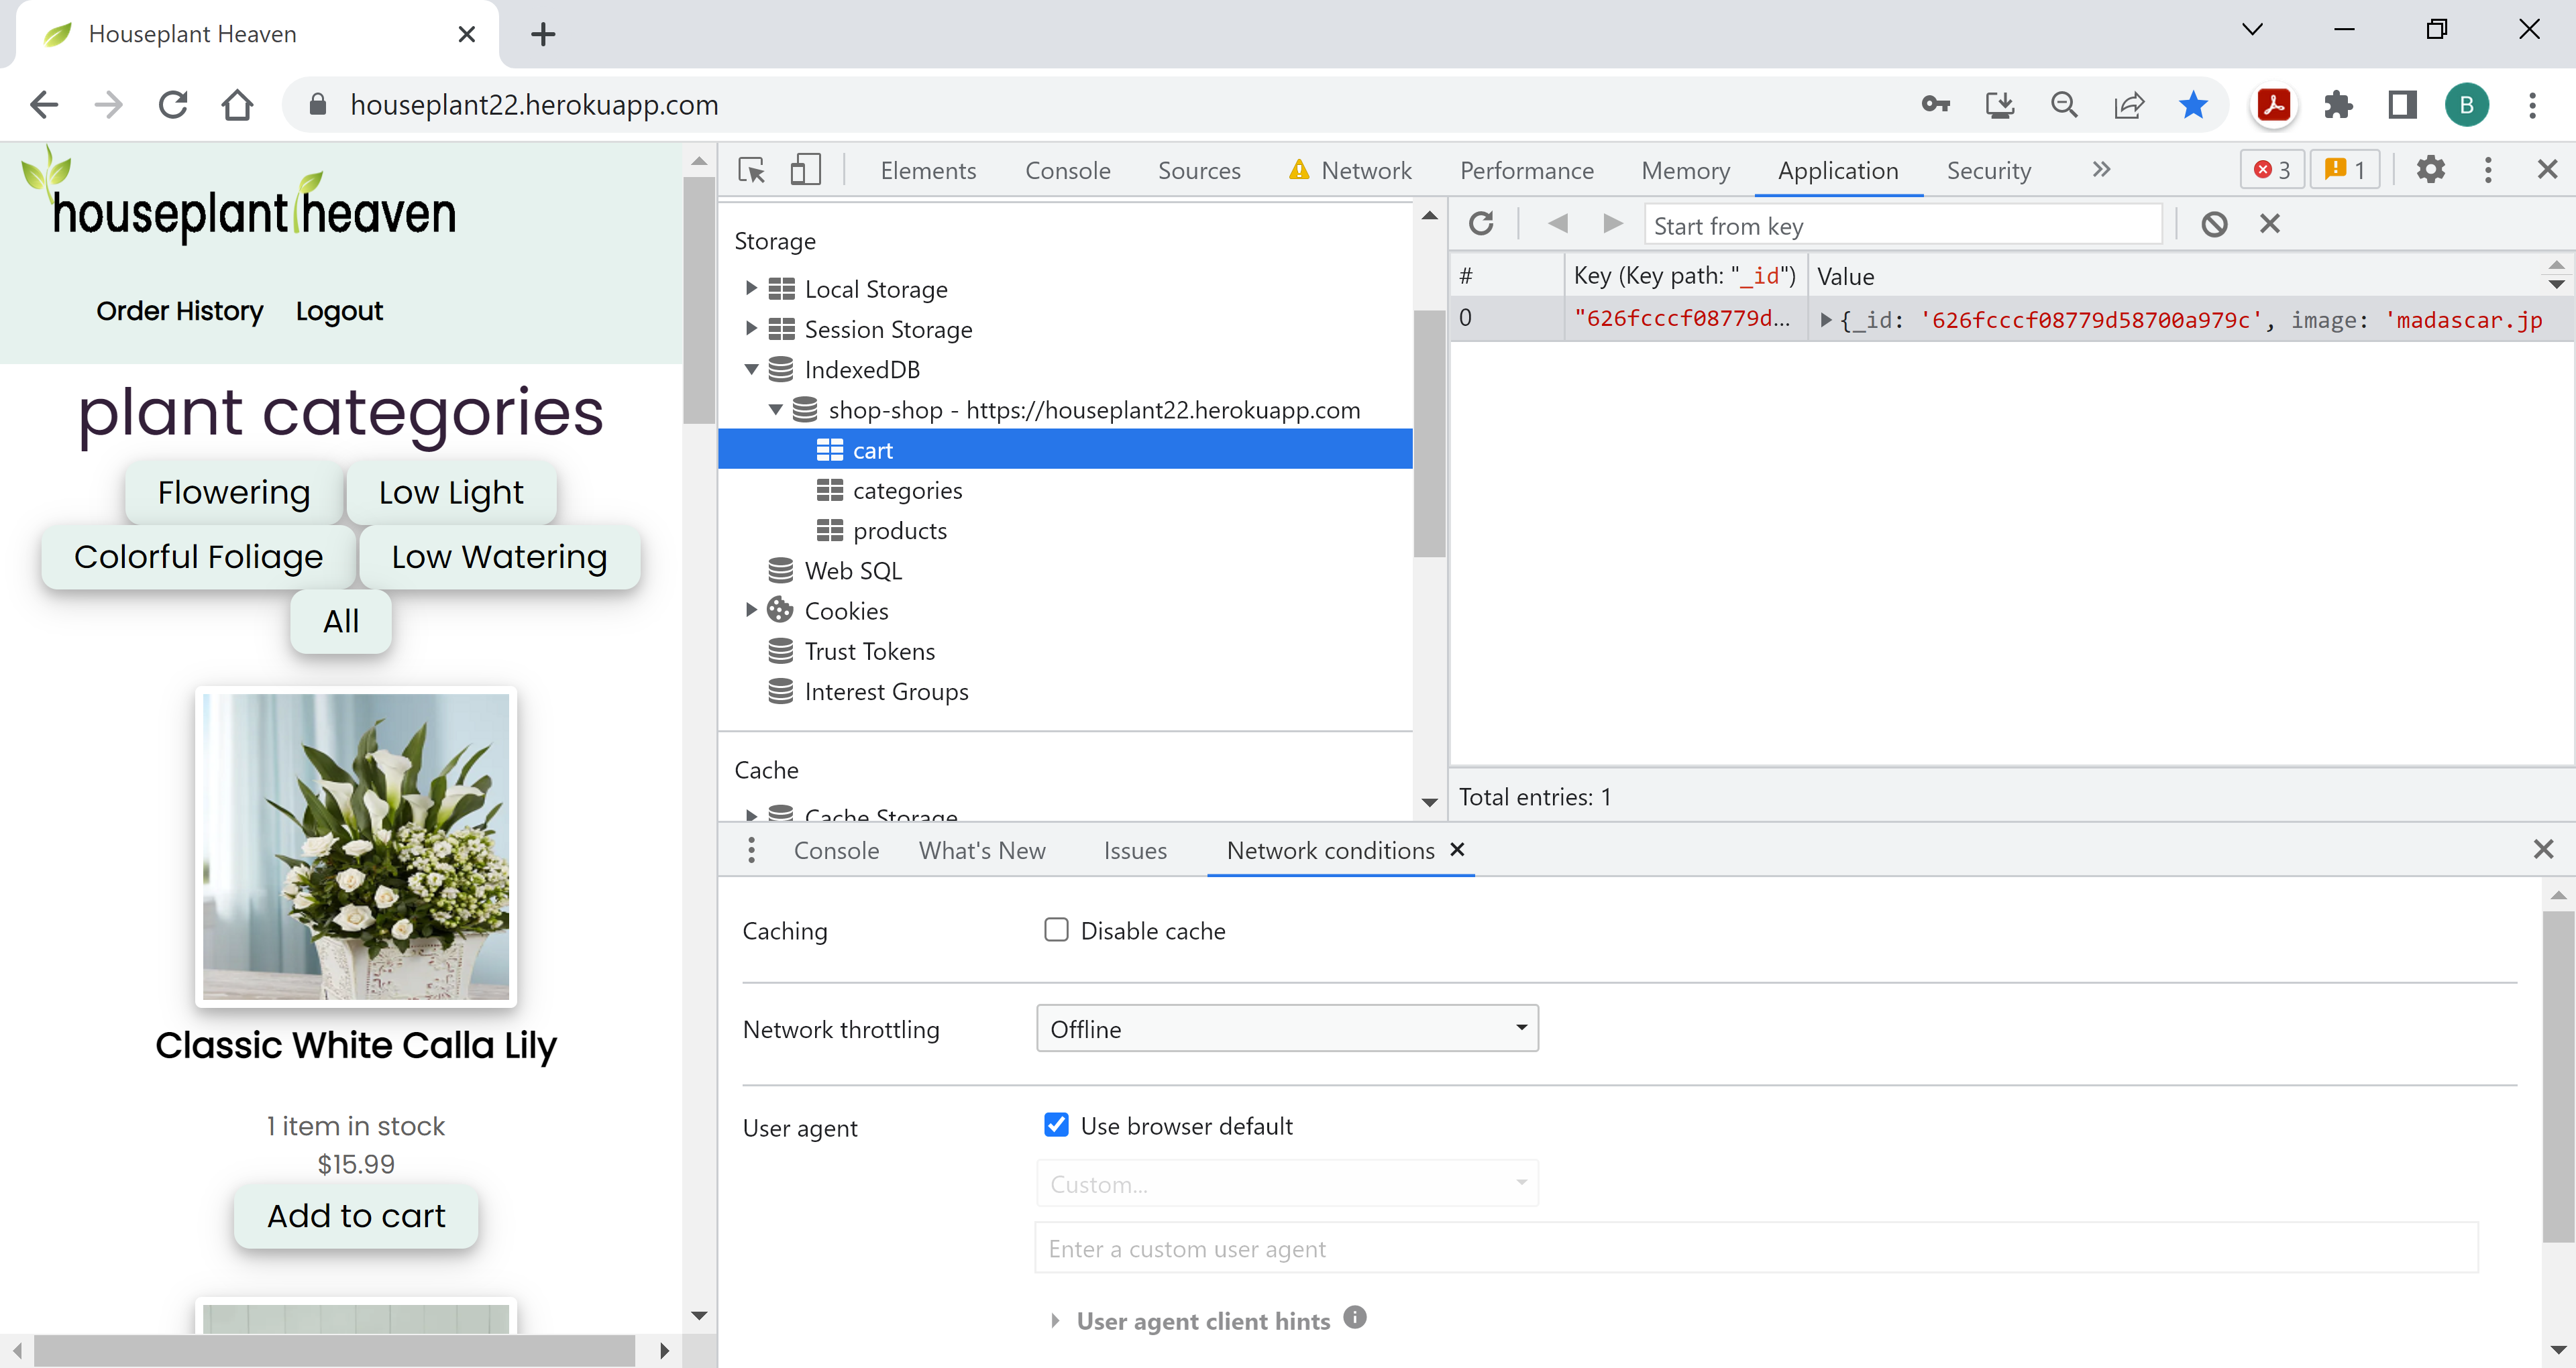 Houseplant Heaven
houseplant22.herokuapp.com
B
houseplant heaven
Order History Logout
plant categories
Flowering Low Light
Colorful Foliage Low Watering
All
Classic White Calla Lily
1 item in stock
$15.99
Add to cart
Elements Console Sources Network Performance Memory Application Security 3 1
Storage
Local Storage
Session Storage
IndexedDB
shop-shop - https://houseplant22.herokuapp.com
cart
categories
products
Web SQL
Cookies
Trust Tokens
Interest Groups
Cache
Cache Storage
Start from key
# Key (Key path: "_id") Value
0 "626fcccf08779d… {_id: '626fcccf08779d58700a979c', image: 'madascar.jp
Total entries: 1
Console What's New Issues Network conditions
Caching Disable cache
Network throttling Offline
User agent Use browser default
Custom...
Enter a custom user agent
User agent client hints